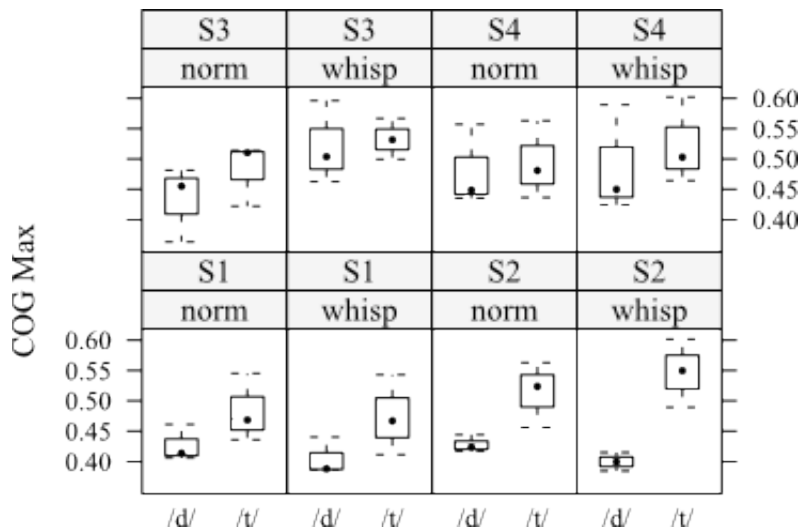 S3 S3 S4 S4
norm whisp norm whisp
0.60
0.55
0.50
0.45
0.40
COG Max
S1 S1 S2 S2
norm whisp norm whisp
0.60
0.55
0.50
0.45
0.40
/d/ /t/ /d/ /t/ /d/ /t/ /d/ /t/